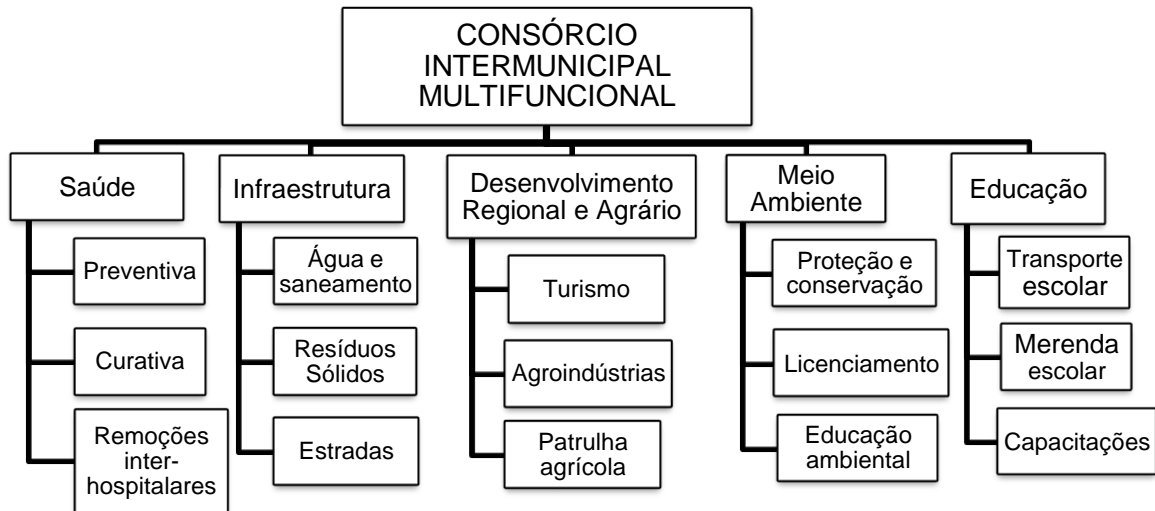 CONSÓRCIO
INTERMUNICIPAL
MULTIFUNCIONAL
Saúde
Preventiva
Curativa
Remoções
inter-
hospitalares
Infraestrutura
Água e
saneamento
Resíduos
Sólidos
Estradas
Desenvolvimento
Regional e Agrário
Turismo
Agroindústrias
Patrulha
agrícola
Meio
Ambiente
Proteção e
conservação
Licenciamento
Educação
ambiental
Educação
Transporte
escolar
Merenda
escolar
Capacitações